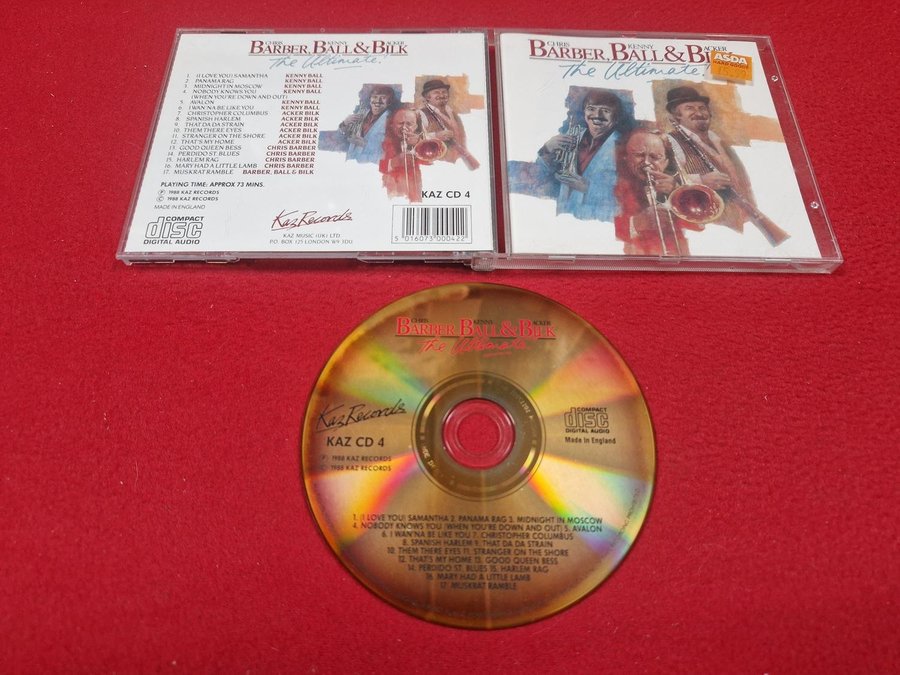 CHRIS KENNY ACKER
BARBER, BALL & BILK
The Ultimate!
1. (I LOVE YOU) SAMANTHA KENNY BALL
2. PANAMA RAG KENNY BALL
3. MIDNIGHT IN MOSCOW KENNY BALL
4. NOBODY KNOWS YOU KENNY BALL
(WHEN YOU'RE DOWN AND OUT)
5. AVALON KENNY BALL
6. I WAN'NA BE LIKE YOU KENNY BALL
7. CHRISTOPHER COLUMBUS ACKER BILK
8. SPANISH HARLEM ACKER BILK
9. THAT DA DA STRAIN ACKER BILK
10. THEM THERE EYES ACKER BILK
11. STRANGER ON THE SHORE ACKER BILK
12. THAT'S MY HOME ACKER BILK
13. GOOD QUEEN BESS CHRIS BARBER
14. PERDIDO ST. BLUES CHRIS BARBER
15. HARLEM RAG CHRIS BARBER
16. MARY HAD A LITTLE LAMB CHRIS BARBER
17. MUSKRAT RAMBLE BARBER, BALL & BILK
PLAYING TIME: APPROX 73 MINS.
℗ 1988 KAZ RECORDS
© 1988 KAZ RECORDS
MADE IN ENGLAND
COMPACT
disc
DIGITAL AUDIO
Kaz Records
KAZ MUSIC (UK) LTD.
P.O. BOX 125 LONDON W9 1DU
KAZ CD 4
5 016073 000422
CHRIS KENNY ACKER
BARBER, BALL & B
The Ultimate!
ASDA
CHRIS KENNY ACKER
BARBER, BALL & BILK
The Ultimate!
Kaz Records
KAZ CD 4
℗ 1988 KAZ RECORDS
© 1988 KAZ RECORDS
COMPACT
disc
DIGITAL AUDIO
Made in England
1. (I LOVE YOU) SAMANTHA 2. PANAMA RAG 3. MIDNIGHT IN MOSCOW
4. NOBODY KNOWS YOU (WHEN YOU'RE DOWN AND OUT) 5. AVALON
6. I WAN'NA BE LIKE YOU 7. CHRISTOPHER COLUMBUS
8. SPANISH HARLEM 9. THAT DA DA STRAIN
10. THEM THERE EYES 11. STRANGER ON THE SHORE
12. THAT'S MY HOME 13. GOOD QUEEN BESS
14. PERDIDO ST. BLUES 15. HARLEM RAG
16. MARY HAD A LITTLE LAMB
17. MUSKRAT RAMBLE